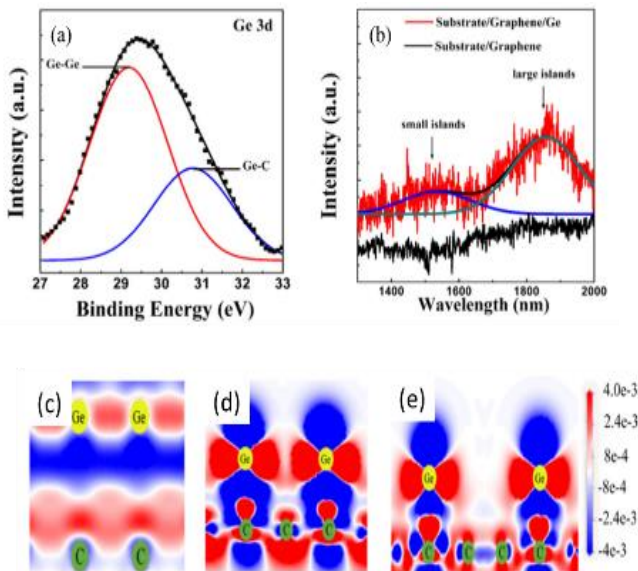 (a)
Ge 3d
Ge-Ge
Ge-C
Intensity (a.u.)
27 28 29 30 31 32 33
Binding Energy (eV)
(b)
Substrate/Graphene/Ge
Substrate/Graphene
large islands
small islands
Intensity (a.u.)
1400 1600 1800 2000
Wavelength (nm)
(c)
Ge Ge
C C
(d)
Ge Ge
C C C
(e)
Ge Ge
C C C C
4.0e-3
2.4e-3
8e-4
-8e-4
-2.4e-3
-4e-3